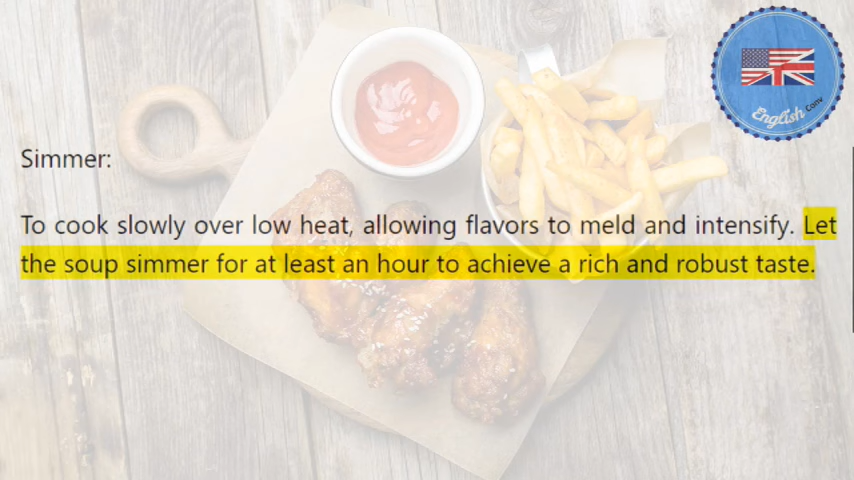 English Conv
Simmer:
To cook slowly over low heat, allowing flavors to meld and intensify. Let
the soup simmer for at least an hour to achieve a rich and robust taste.